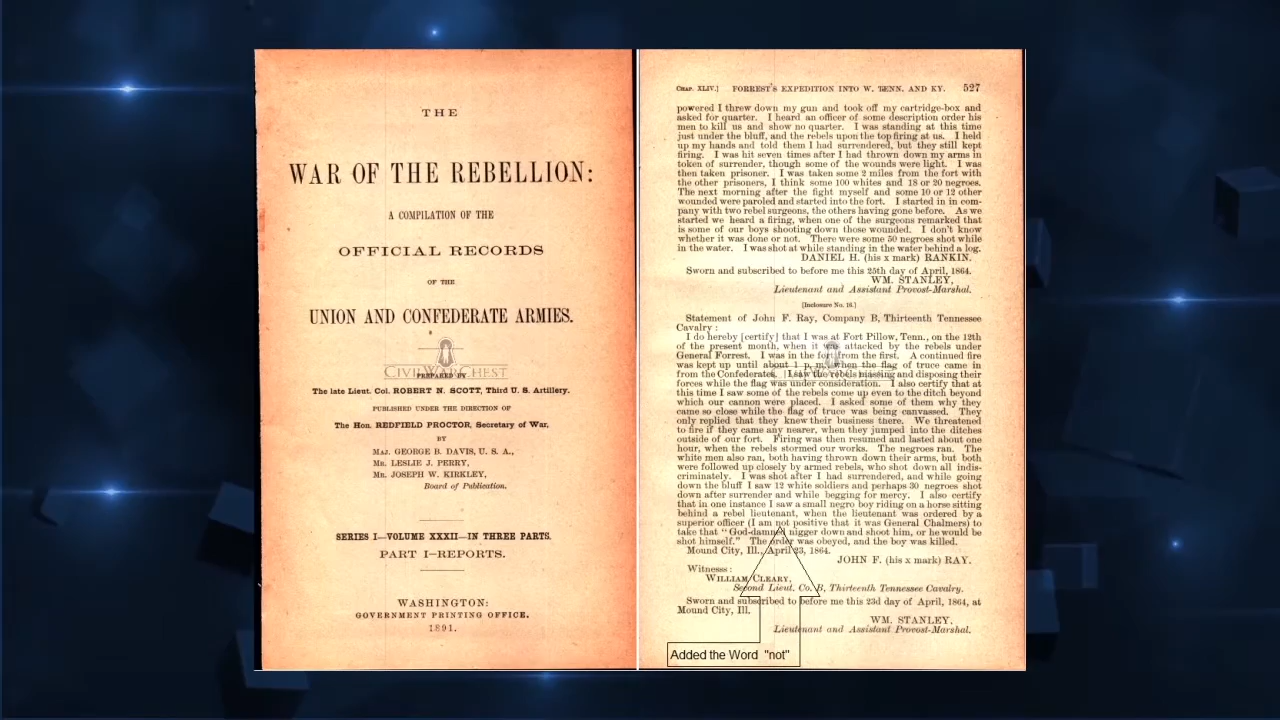 THE
WAR OF THE REBELLION:
A COMPILATION OF THE
OFFICIAL RECORDS
OF THE
UNION AND CONFEDERATE ARMIES.
CIVILWARCHEST
PREPARED BY
The late Lieut. Col. ROBERT N. SCOTT, Third U. S. Artillery.
PUBLISHED UNDER THE DIRECTION OF
The Hon. REDFIELD PROCTOR, Secretary of War,
BY
MAJ. GEORGE B. DAVIS, U. S. A.,
MR. LESLIE J. PERRY,
MR. JOSEPH W. KIRKLEY,
Board of Publication.
SERIES I—VOLUME XXXII—IN THREE PARTS.
PART I—REPORTS.
WASHINGTON:
GOVERNMENT PRINTING OFFICE.
1891.
CHAP. XLIV.] FORREST'S EXPEDITION INTO W. TENN. AND KY. 527
powered I threw down my gun and took off my cartridge-box and
asked for quarter. I heard an officer of some description order his
men to kill us and show no quarter. I was standing at this time
just under the bluff, and the rebels upon the top firing at us. I held
up my hands and told them I had surrendered, but they still kept
firing. I was hit seven times after I had thrown down my arms in
token of surrender, though some of the wounds were light. I was
then taken prisoner. I was taken some 2 miles from the fort with
the other prisoners, I think some 100 whites and 18 or 20 negroes.
The next morning after the fight myself and some 10 or 12 other
wounded were paroled and started into the fort. I started in in com-
pany with two rebel surgeons, the others having gone before. As we
started we heard a firing, when one of the surgeons remarked that
is some of our boys shooting down those wounded. I don't know
whether it was done or not. There were some 50 negroes shot while
in the water. I was shot at while standing in the water behind a log.
DANIEL H. (his x mark) RANKIN.
Sworn and subscribed to before me this 25th day of April, 1864.
WM. STANLEY,
Lieutenant and Assistant Provost-Marshal.
[Inclosure No. 16.]
Statement of John F. Ray, Company B, Thirteenth Tennessee
Cavalry:
I do hereby [certify] that I was at Fort Pillow, Tenn., on the 12th
of the present month, when it was attacked by the rebels under
General Forrest. I was in the fort from the first. A continued fire
was kept up until about 1 p. m., when the flag of truce came in
from the Confederates. I saw the rebels massing and disposing their
forces while the flag was under consideration. I also certify that at
this time I saw some of the rebels come up even to the ditch beyond
which our cannon were placed. I asked some of them why they
came so close while the flag of truce was being canvassed. They
only replied that they knew their business there. We threatened
to fire if they came any nearer, when they jumped into the ditches
outside of our fort. Firing was then resumed and lasted about one
hour, when the rebels stormed our works. The negroes ran. The
white men also ran, both having thrown down their arms, but both
were followed up closely by armed rebels, who shot down all indis-
criminately. I was shot after I had surrendered, and while going
down the bluff I saw 12 white soldiers and perhaps 30 negroes shot
down after surrender and while begging for mercy. I also certify
that in one instance I saw a small negro boy riding on a horse sitting
behind a rebel lieutenant, when the lieutenant was ordered by a
superior officer (I am not positive that it was General Chalmers) to
take that "God-damned nigger down and shoot him, or he would be
shot himself." The order was obeyed, and the boy was killed.
Mound City, Ill., April 23, 1864.
JOHN F. (his x mark) RAY.
Witnesss:
WILLIAM CLEARY,
Second Lieut. Co. B, Thirteenth Tennessee Cavalry.
Sworn and subscribed to before me this 23d day of April, 1864, at
Mound City, Ill.
WM. STANLEY,
Lieutenant and Assistant Provost-Marshal.
Added the Word "not"